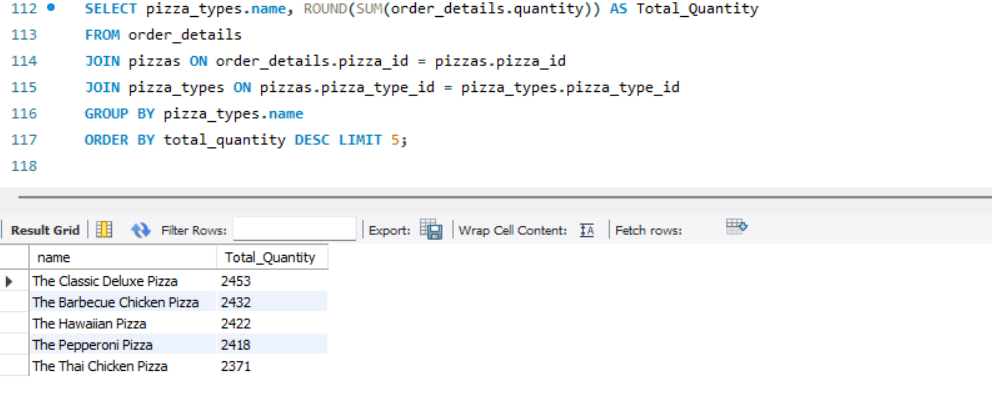 112 SELECT pizza_types.name, ROUND(SUM(order_details.quantity)) AS Total_Quantity
113 FROM order_details
114 JOIN pizzas ON order_details.pizza_id = pizzas.pizza_id
115 JOIN pizza_types ON pizzas.pizza_type_id = pizza_types.pizza_type_id
116 GROUP BY pizza_types.name
117 ORDER BY total_quantity DESC LIMIT 5;
118
Result Grid Filter Rows: Export: Wrap Cell Content: IA Fetch rows:
name Total_Quantity
The Classic Deluxe Pizza 2453
The Barbecue Chicken Pizza 2432
The Hawaiian Pizza 2422
The Pepperoni Pizza 2418
The Thai Chicken Pizza 2371